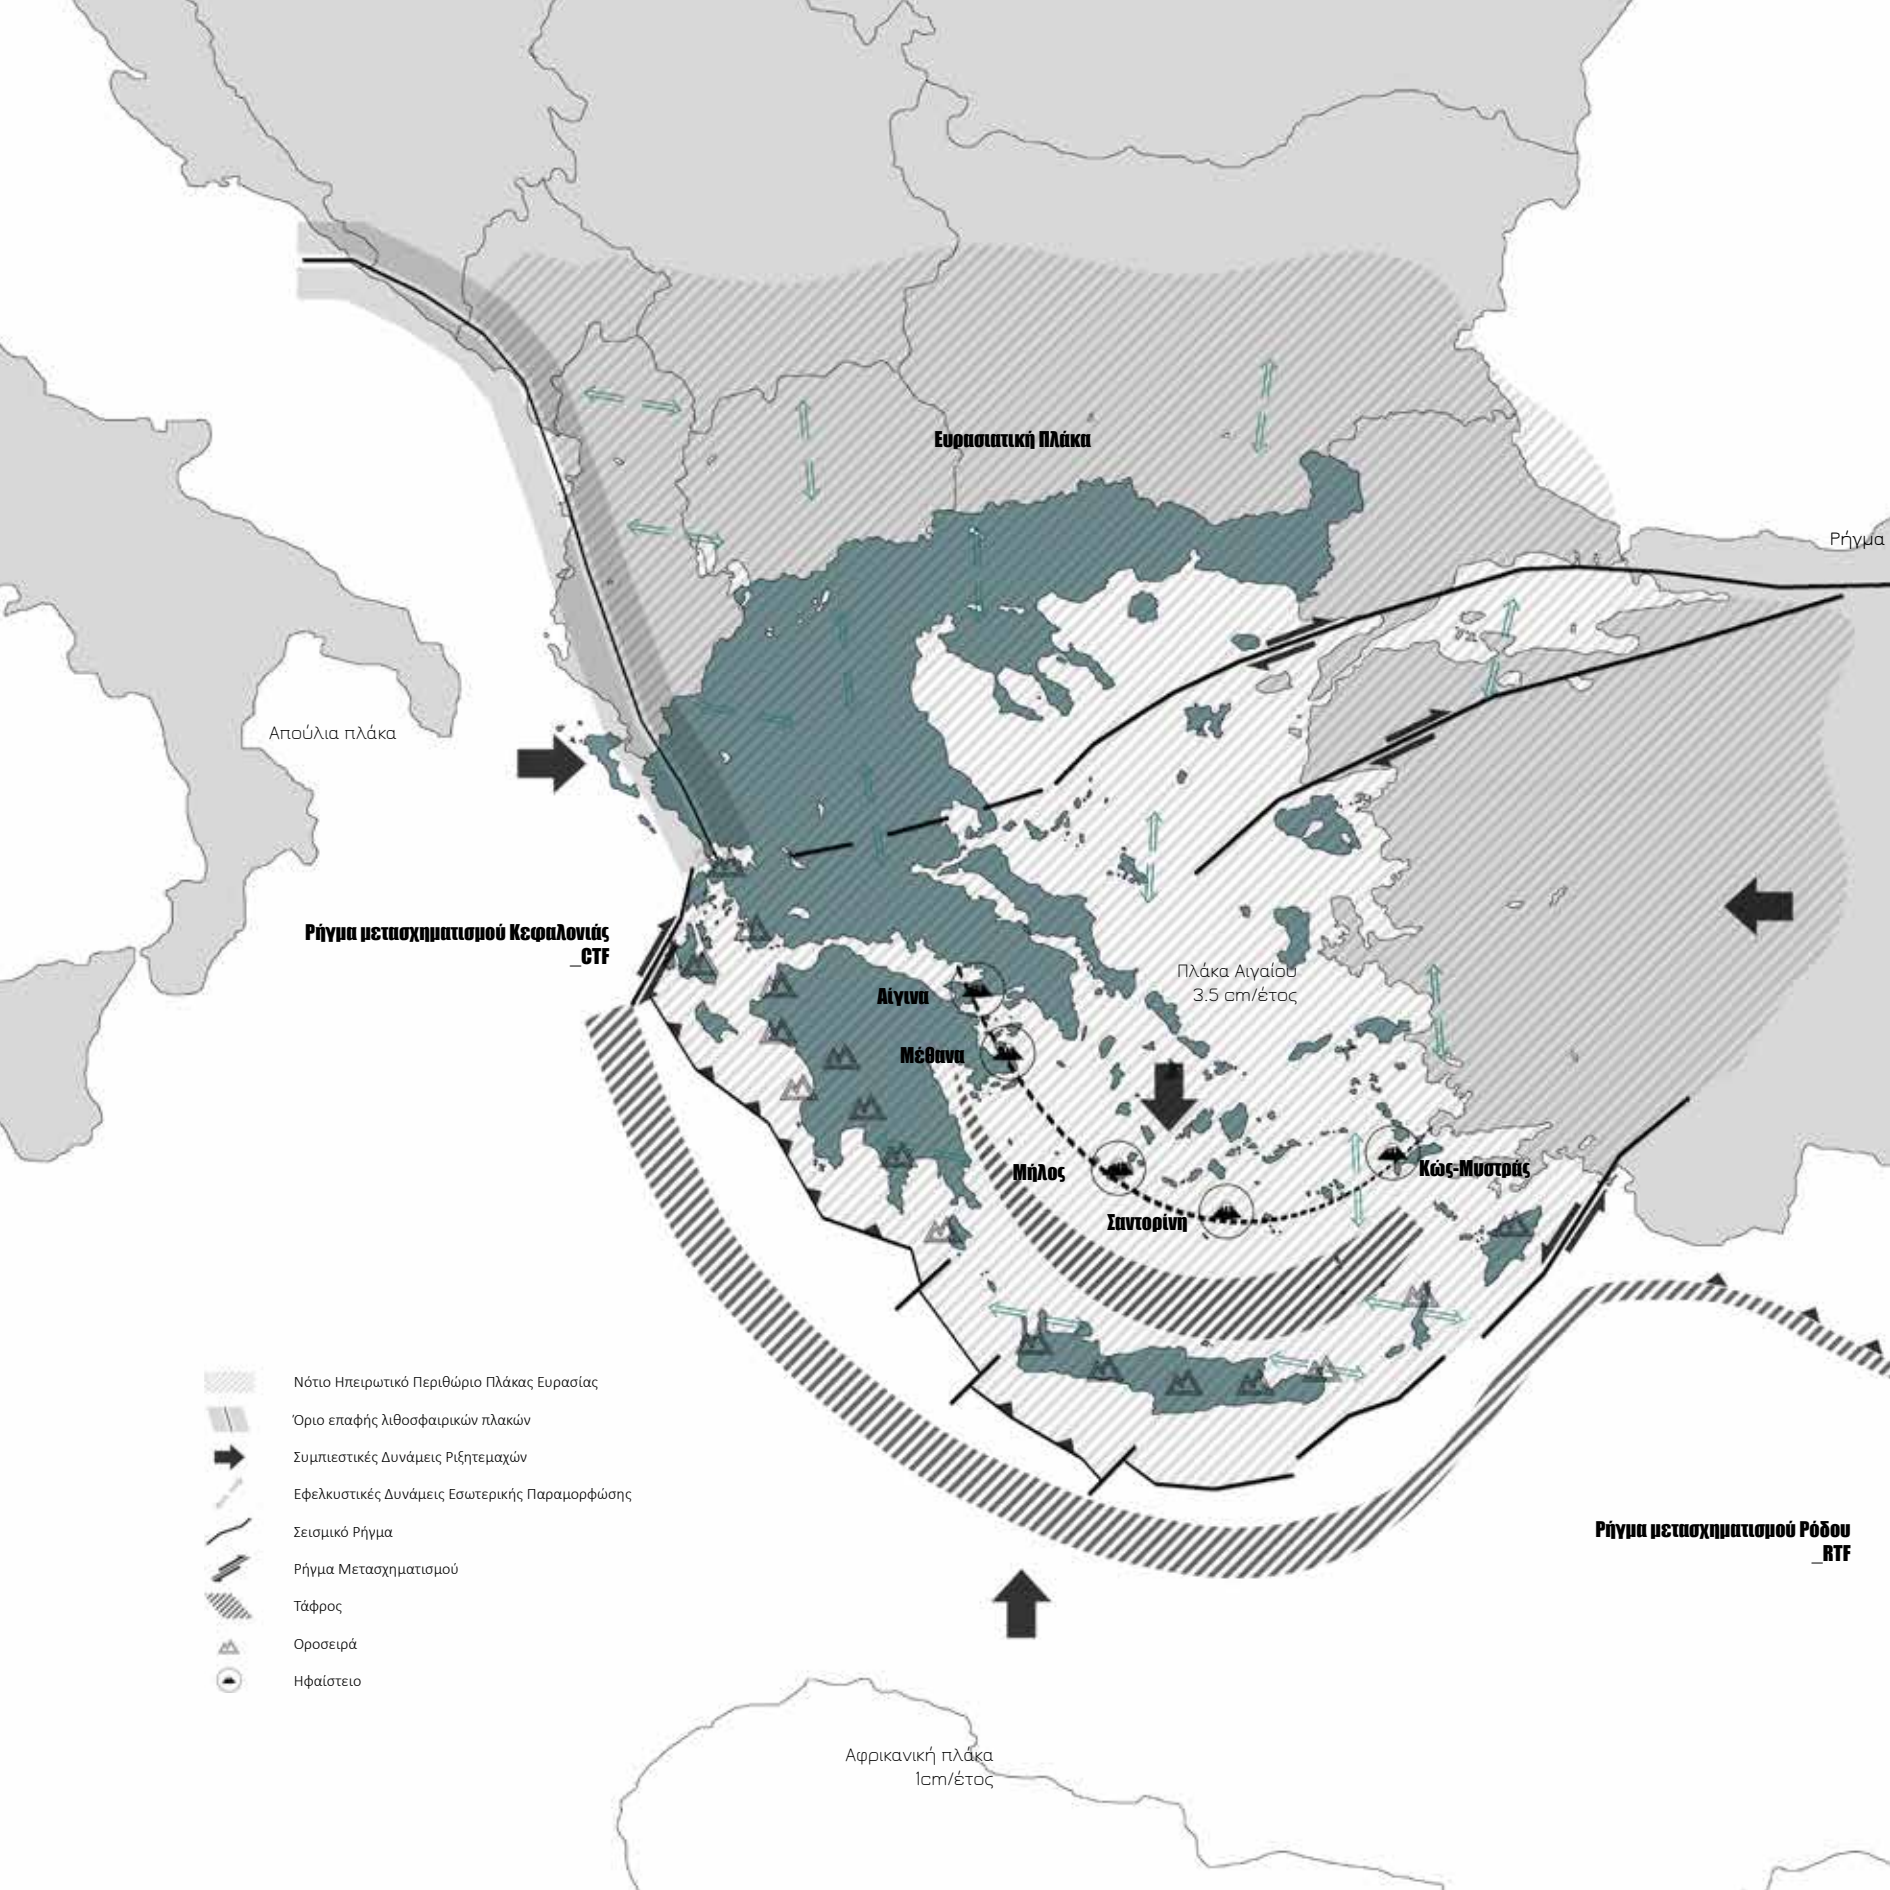 Ευρασιατική Πλάκα
Ρήγμα
Απούλια πλάκα
Ρήγμα μετασχηματισμού Κεφαλονιάς
_CTF
Πλάκα Αιγαίου
3.5 cm/έτος
Αίγινα
Μέθανα
Μήλος
Κώς-Μυστράς
Σαντορίνη
Νότιο Ηπειρωτικό Περιθώριο Πλάκας Ευρασίας
Όριο επαφής λιθοσφαιρικών πλακών
Συμπιεστικές Δυνάμεις Ριξητεμαχών
Εφελκυστικές Δυνάμεις Εσωτερικής Παραμορφώσης
Σεισμικό Ρήγμα
Ρήγμα Μετασχηματισμού
Τάφρος
Οροσειρά
Ηφαίστειο
Ρήγμα μετασχηματισμού Ρόδου
_RTF
Αφρικανική πλάκα
1cm/έτος